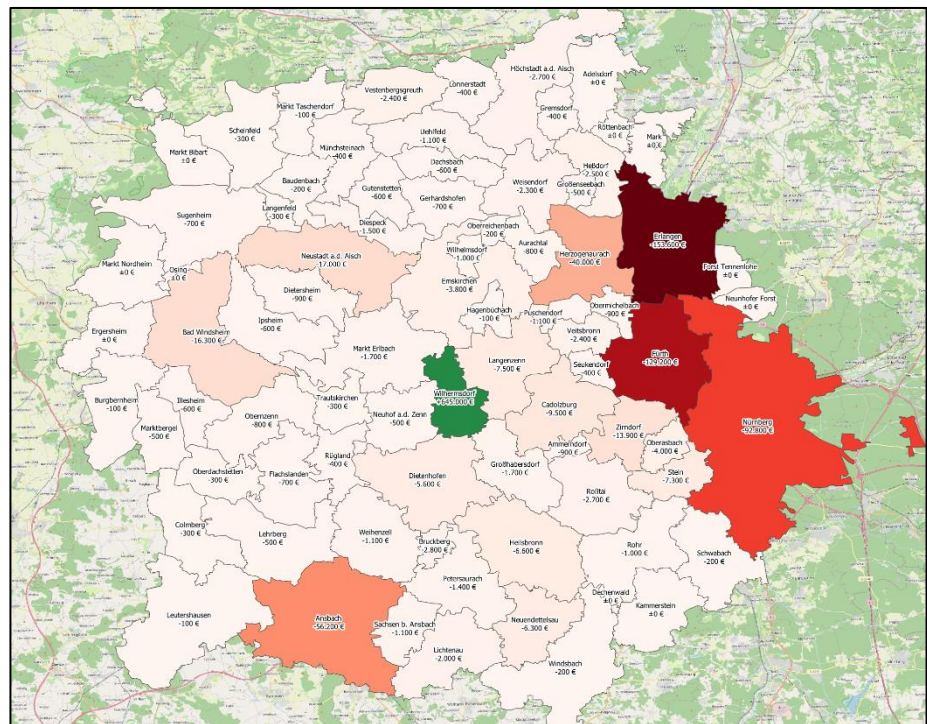 Höchstadt a.d. Aisch
-2.700 €
Adelsdorf
±0 €
Lonnerstadt
-400 €
Vestenbergsgreuth
-2.400 €
Markt Taschendorf
-100 €
Gremsdorf
-400 €
Röttenbach
±0 €
Mark
±0 €
Scheinfeld
-300 €
Uehlfeld
-1.100 €
Münchsteinach
-400 €
Markt Bibart
±0 €
Dachsbach
-600 €
Heßdorf
-2.500 €
Baudenbach
-200 €
Gutenstetten
-600 €
Gerhardshofen
-700 €
Weisendorf
-2.300 €
Großenseebach
-500 €
Langenfeld
-300 €
Sugenheim
-700 €
Diespeck
-1.500 €
Oberreichenbach
-200 €
Aurachtal
-800 €
Erlangen
-153.600 €
Herzogenaurach
-40.000 €
Wilhelmsdorf
-1.000 €
Neustadt a.d. Aisch
-17.000 €
Markt Nordheim
±0 €
Osing
±0 €
Forst Tennenlohe
±0 €
Emskirchen
-3.800 €
Dietersheim
-900 €
Neunhofer Forst
±0 €
Obermichelbach
-900 €
Hagenbüchach
-100 €
Puschendorf
-1.100 €
Ipsheim
-600 €
Ergersheim
±0 €
Bad Windsheim
-16.300 €
Veitsbronn
-2.400 €
Markt Erlbach
-1.700 €
Langenzenn
-7.500 €
Fürth
-129.200 €
Seukendorf
-400 €
Burgbernheim
-100 €
Illesheim
-600 €
Trautskirchen
-300 €
Wilhermsdorf
+645.000 €
Cadolzburg
-9.500 €
Nürnberg
-92.800 €
Obernzenn
-800 €
Neuhof a.d. Zenn
-500 €
Marktbergel
-500 €
Zirndorf
-13.900 €
Ammerndorf
-900 €
Oberasbach
-4.000 €
Rügland
-400 €
Großhabersdorf
-1.700 €
Oberdachstetten
-300 €
Flachslanden
-700 €
Dietenhofen
-5.600 €
Stein
-7.300 €
Roßtal
-2.700 €
Colmberg
-300 €
Lehrberg
-500 €
Weihenzell
-1.100 €
Bruckberg
-2.800 €
Heilsbronn
-6.600 €
Rohr
-1.000 €
Schwabach
-200 €
Petersaurach
-1.400 €
Dechenwald
±0 €
Kammerstein
±0 €
Leutershausen
-100 €
Ansbach
-56.200 €
Sachsen b. Ansbach
-1.100 €
Neuendettelsau
-6.300 €
Lichtenau
-2.000 €
Windsbach
-200 €